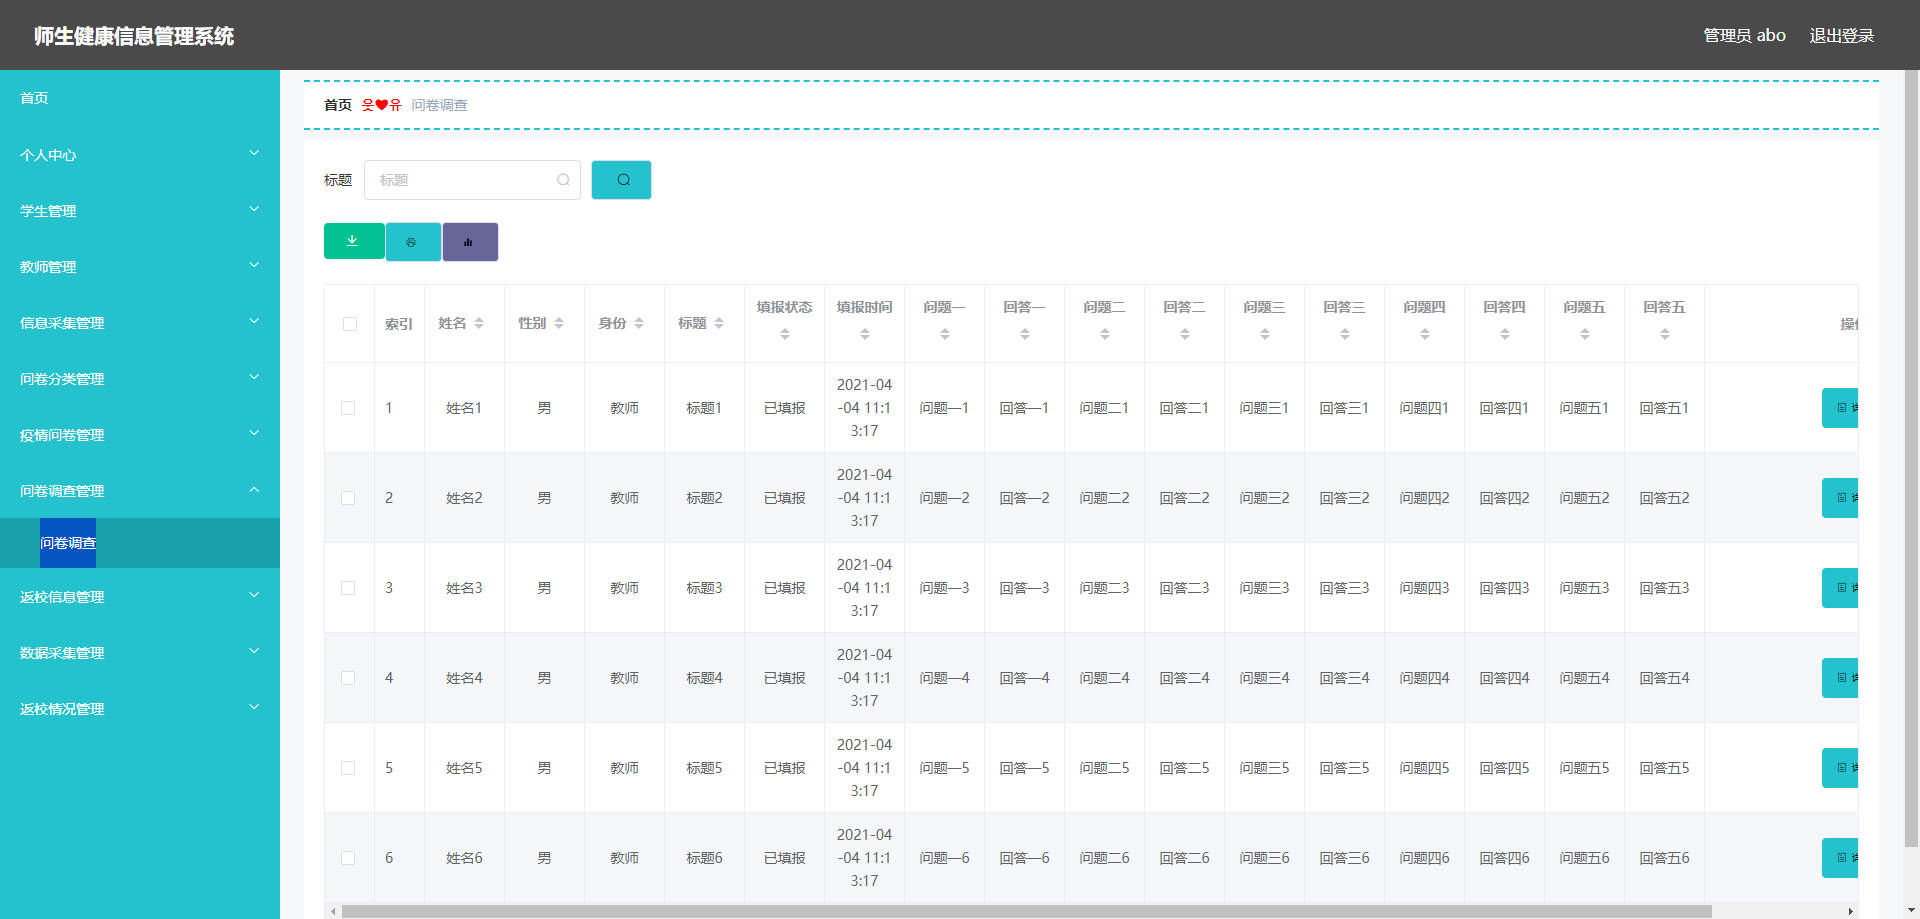 师生健康信息管理系统
管理员 abo 退出登录
首页
个人中心
学生管理
教师管理
信息采集管理
问卷分类管理
疫情问卷管理
问卷调查管理
问卷调查
返校信息管理
数据采集管理
返校情况管理
首页 웃❤유 问卷调查
标题 标题
索引 姓名 性别 身份 标题 填报状态 填报时间 问题一 回答一 问题二 回答二 问题三 回答三 问题四 回答四 问题五 回答五
1 姓名1 男 教师 标题1 已填报 2021-04-04 11:13:17 问题一1 回答一1 问题二1 回答二1 问题三1 回答三1 问题四1 回答四1 问题五1 回答五1
2 姓名2 男 教师 标题2 已填报 2021-04-04 11:13:17 问题一2 回答一2 问题二2 回答二2 问题三2 回答三2 问题四2 回答四2 问题五2 回答五2
3 姓名3 男 教师 标题3 已填报 2021-04-04 11:13:17 问题一3 回答一3 问题二3 回答二3 问题三3 回答三3 问题四3 回答四3 问题五3 回答五3
4 姓名4 男 教师 标题4 已填报 2021-04-04 11:13:17 问题一4 回答一4 问题二4 回答二4 问题三4 回答三4 问题四4 回答四4 问题五4 回答五4
5 姓名5 男 教师 标题5 已填报 2021-04-04 11:13:17 问题一5 回答一5 问题二5 回答二5 问题三5 回答三5 问题四5 回答四5 问题五5 回答五5
6 姓名6 男 教师 标题6 已填报 2021-04-04 11:13:17 问题一6 回答一6 问题二6 回答二6 问题三6 回答三6 问题四6 回答四6 问题五6 回答五6